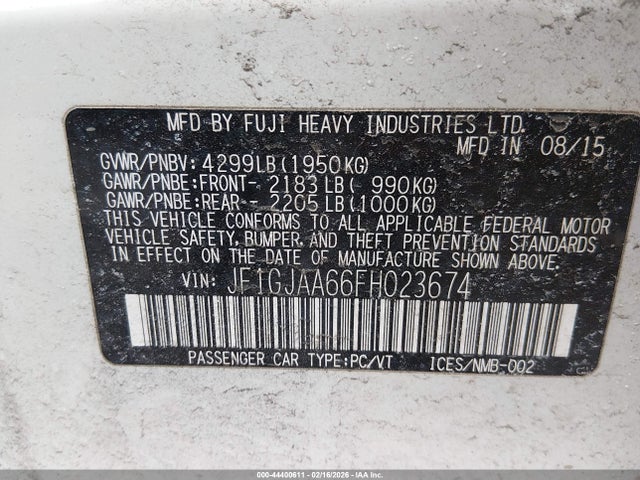 MFD BY FUJI HEAVY INDUSTRIES LTD.
MFD IN 08/15
GVWR/PNBV: 4299LB(1950KG)
GAWR/PNBE:FRONT- 2183 LB( 990KG)
GAWR/PNBE:REAR - 2205 LB(1000KG)
THIS VEHICLE CONFORMS TO ALL APPLICABLE FEDERAL MOTOR
VEHICLE SAFETY, BUMPER, AND THEFT PREVENTION STANDARDS
IN EFFECT ON THE DATE OF MANUFACTURE SHOWN ABOVE.
VIN: JF1GJAA66FH023674
PASSENGER CAR TYPE:PC/VT ICES/NMB-002
000-44400611 - 02/16/2026 - COPYRIGHT IAA, LLC.